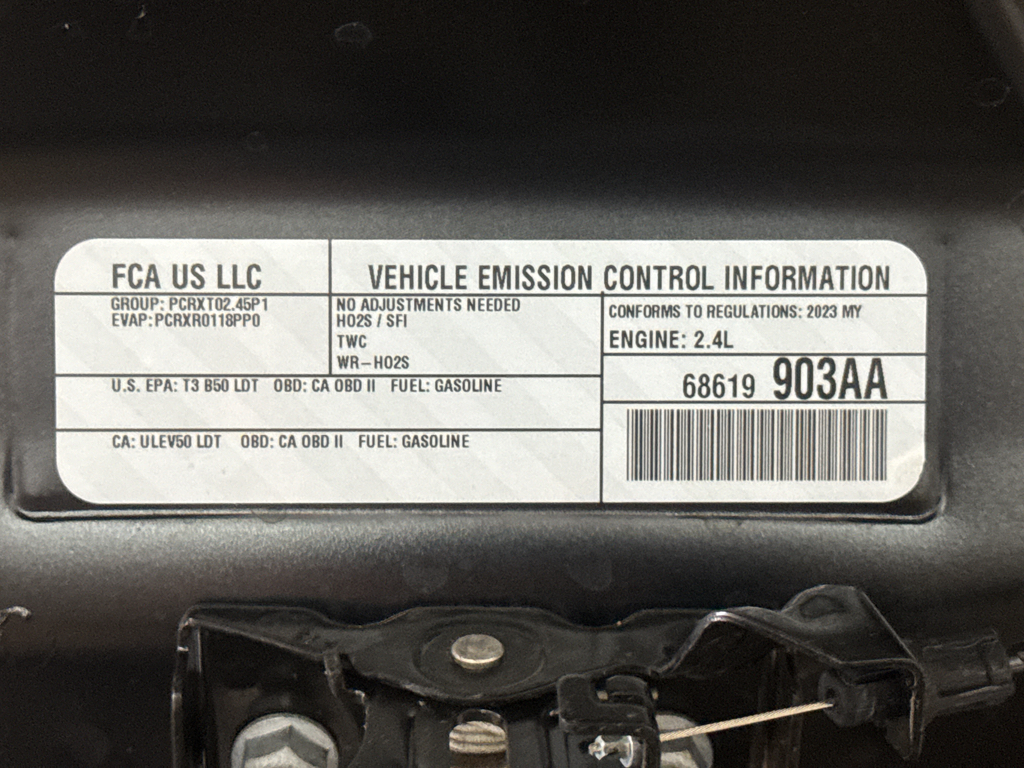 FCA US LLC
VEHICLE EMISSION CONTROL INFORMATION
GROUP: PCRXT02.45P1
EVAP: PCRXR0118PP0
NO ADJUSTMENTS NEEDED
HO2S / SFI
TWC
WR-HO2S
CONFORMS TO REGULATIONS: 2023 MY
ENGINE: 2.4L
68619 903AA
U.S. EPA: T3 B50 LDT OBD: CA OBD II FUEL: GASOLINE
CA: ULEV50 LDT OBD: CA OBD II FUEL: GASOLINE